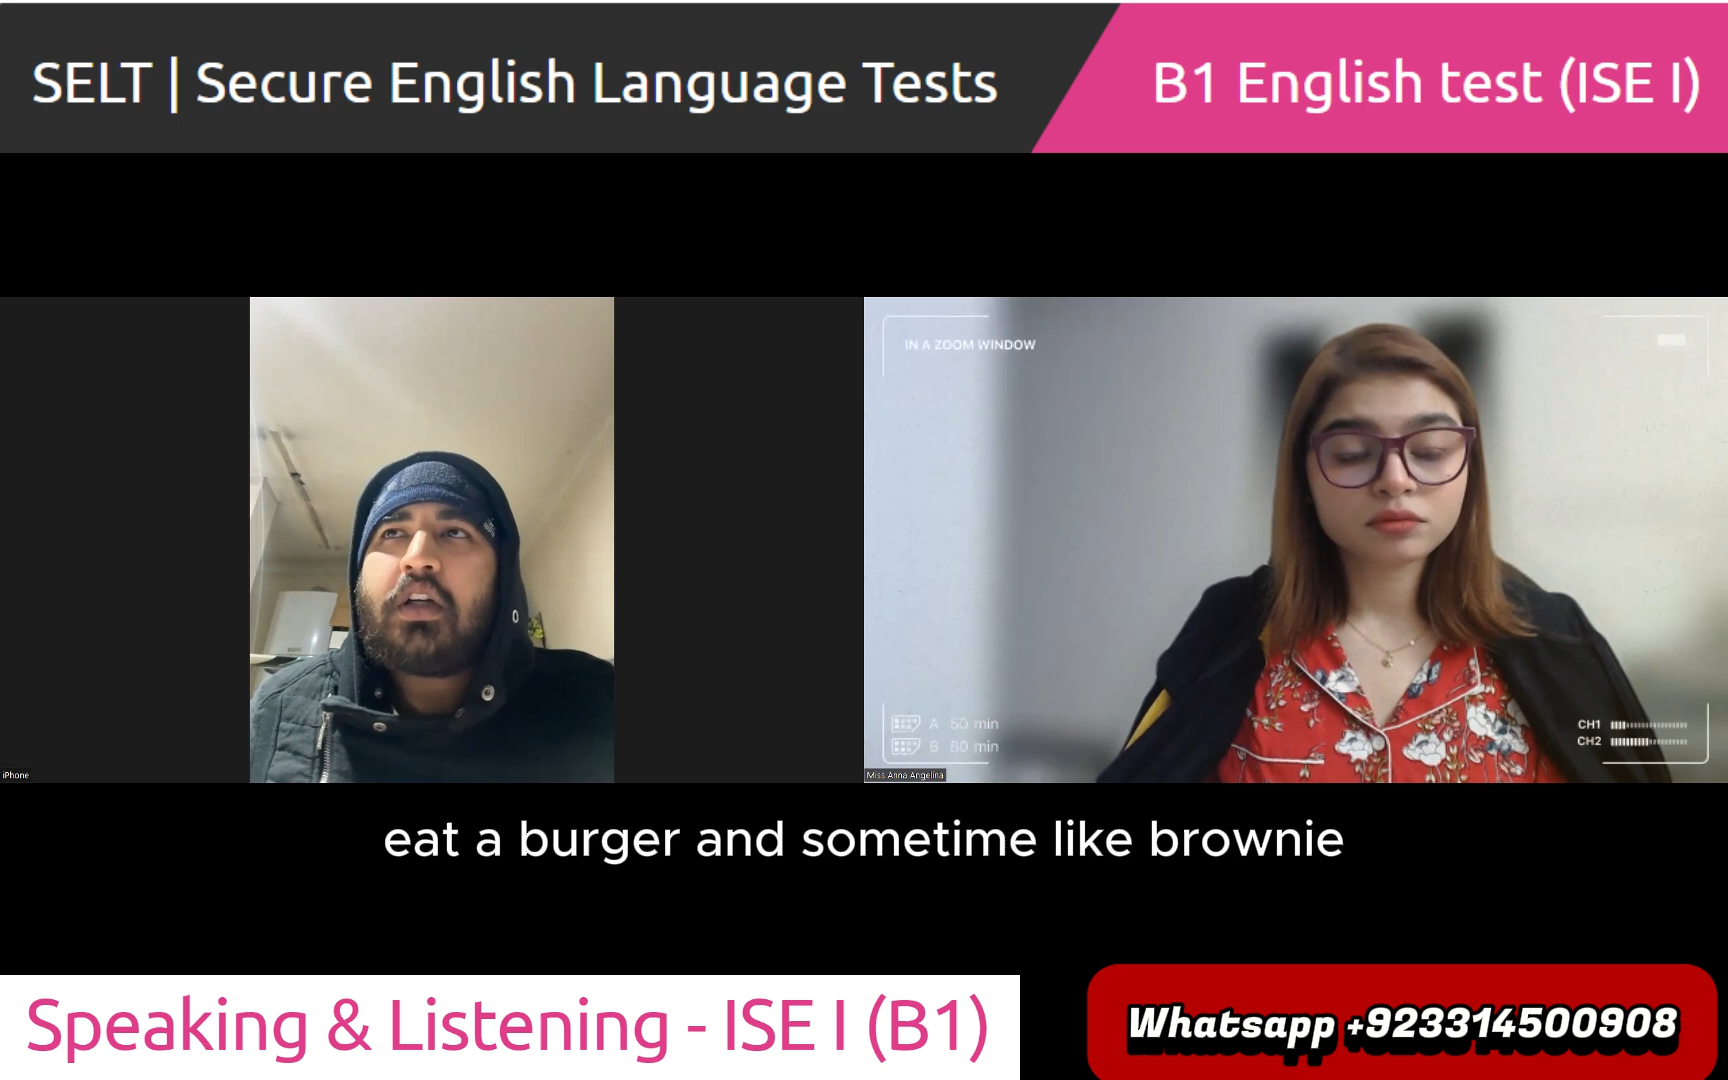 SELT | Secure English Language Tests
B1 English test (ISE I)
IN A ZOOM WINDOW
A 50 min
B 80 min
CH1
CH2
iPhone
Miss Anna Angelina
eat a burger and sometime like brownie
Speaking & Listening - ISE I (B1)
Whatsapp +923314500908